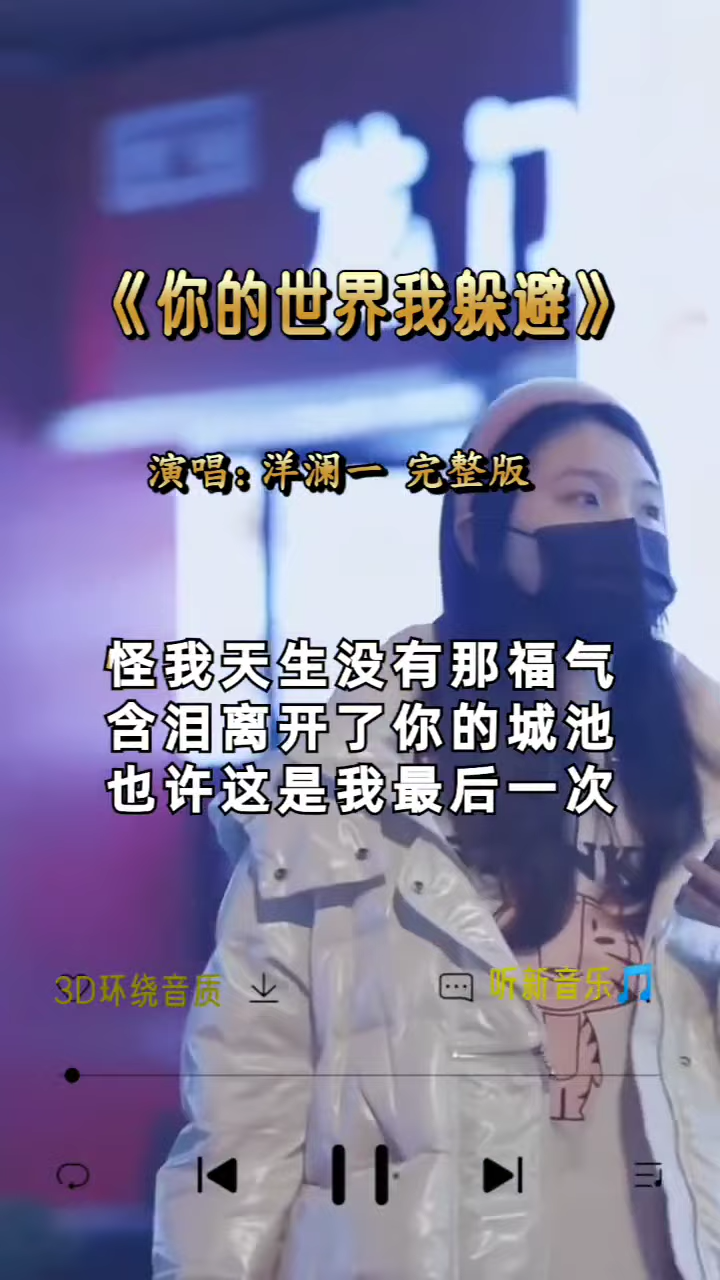 《你的世界我躲避》
演唱：洋澜一 完整版
怪我天生没有那福气
含泪离开了你的城池
也许这是我最后一次
3D环绕音质
听新音乐🎵